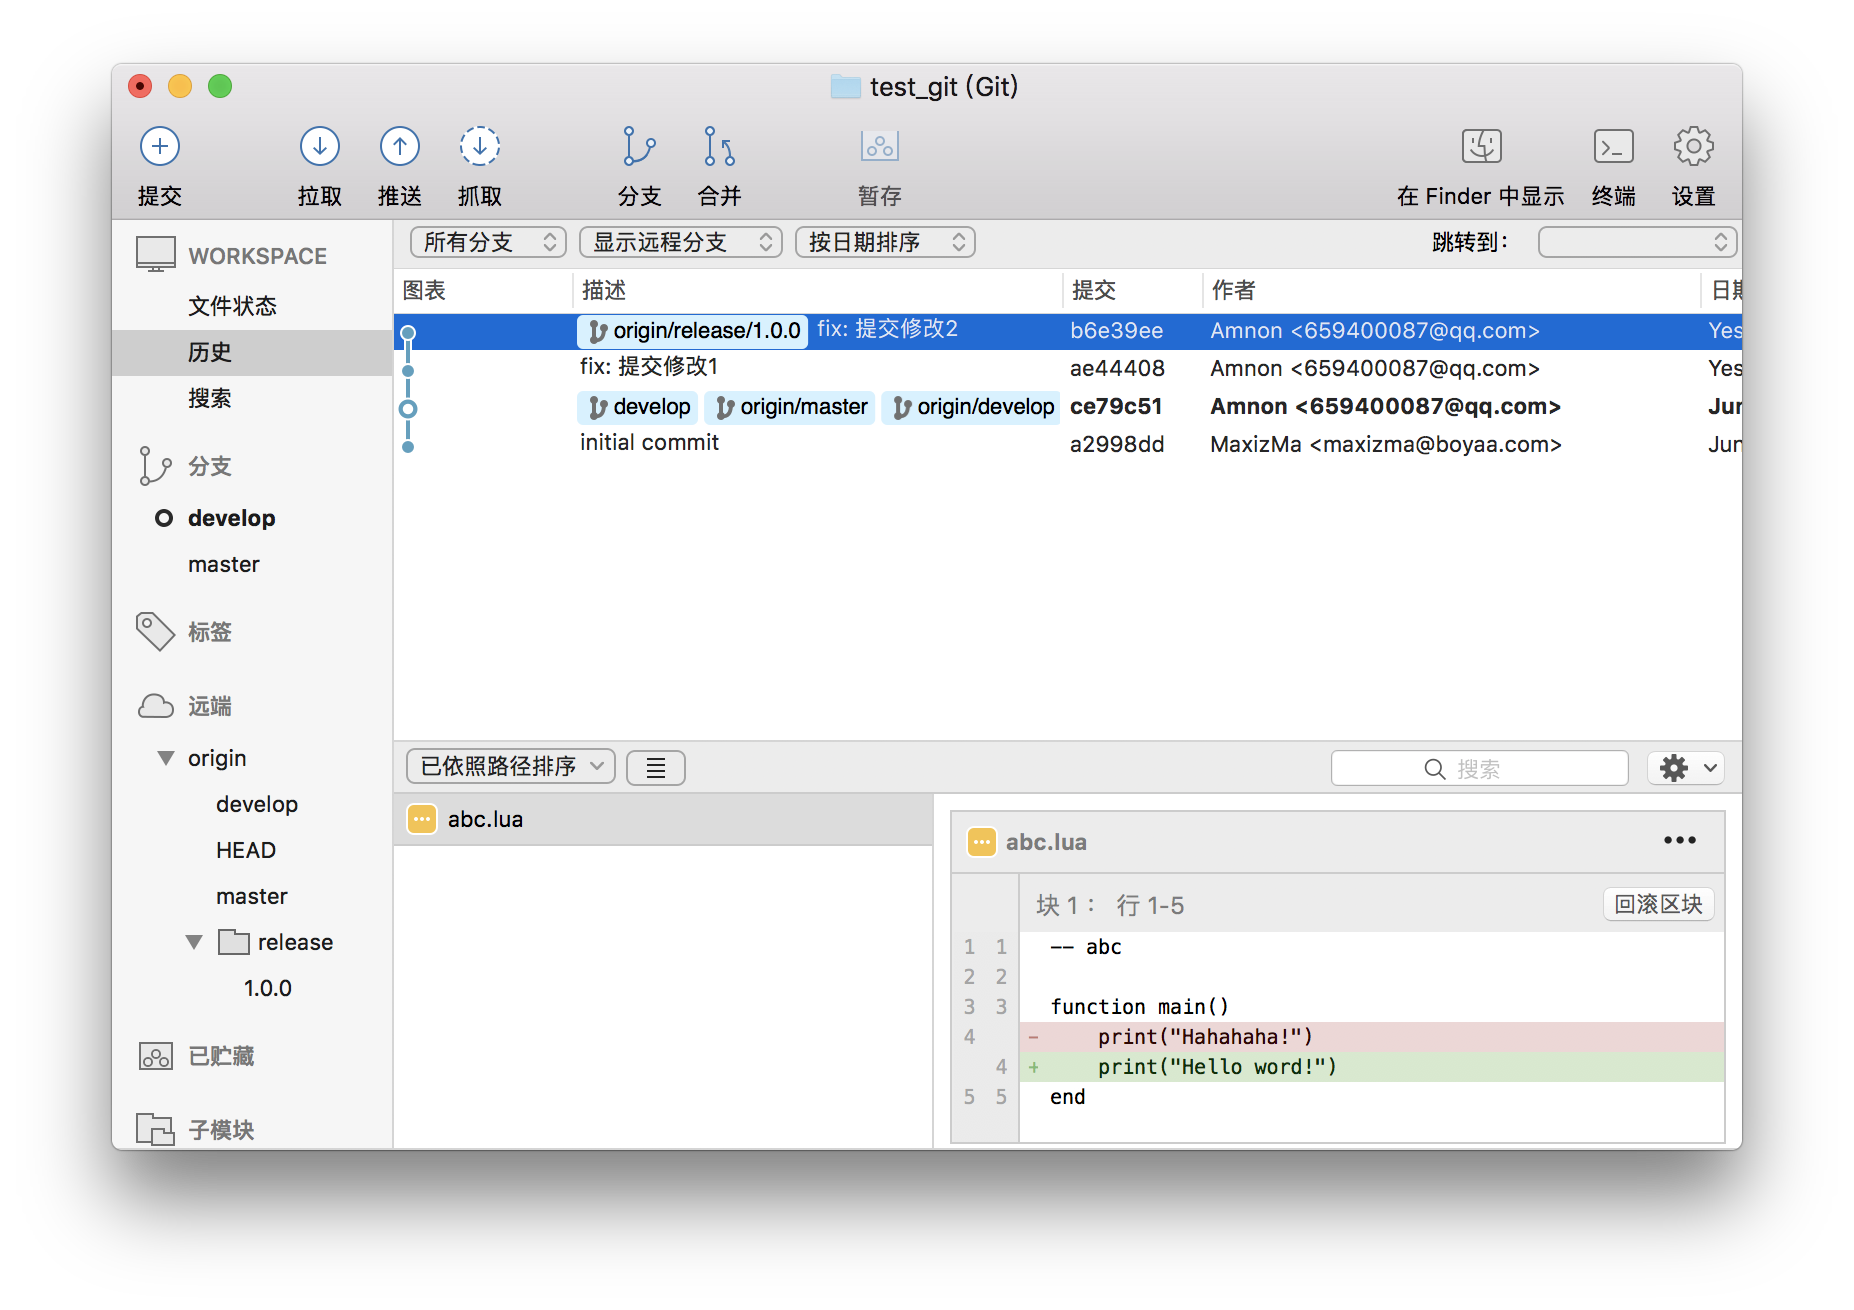 test_git (Git)
提交 拉取 推送 抓取 分支 合并 暂存 在 Finder 中显示 终端 设置
WORKSPACE
文件状态
历史
搜索
分支
develop
master
标签
远端
origin
develop
HEAD
master
release
1.0.0
已贮藏
子模块
所有分支 显示远程分支 按日期排序 跳转到：
图表 描述 提交 作者 日期
origin/release/1.0.0 fix: 提交修改2 b6e39ee Amnon <659400087@qq.com> Yes
fix: 提交修改1 ae44408 Amnon <659400087@qq.com> Yes
develop origin/master origin/develop ce79c51 Amnon <659400087@qq.com> Jun
initial commit a2998dd MaxizMa <maxizma@boyaa.com> Jun
已依照路径排序 搜索
abc.lua
abc.lua
块 1： 行 1-5 回滚区块
1 1 -- abc
2 2
3 3 function main()
4 - print("Hahahaha!")
4 + print("Hello word!")
5 5 end